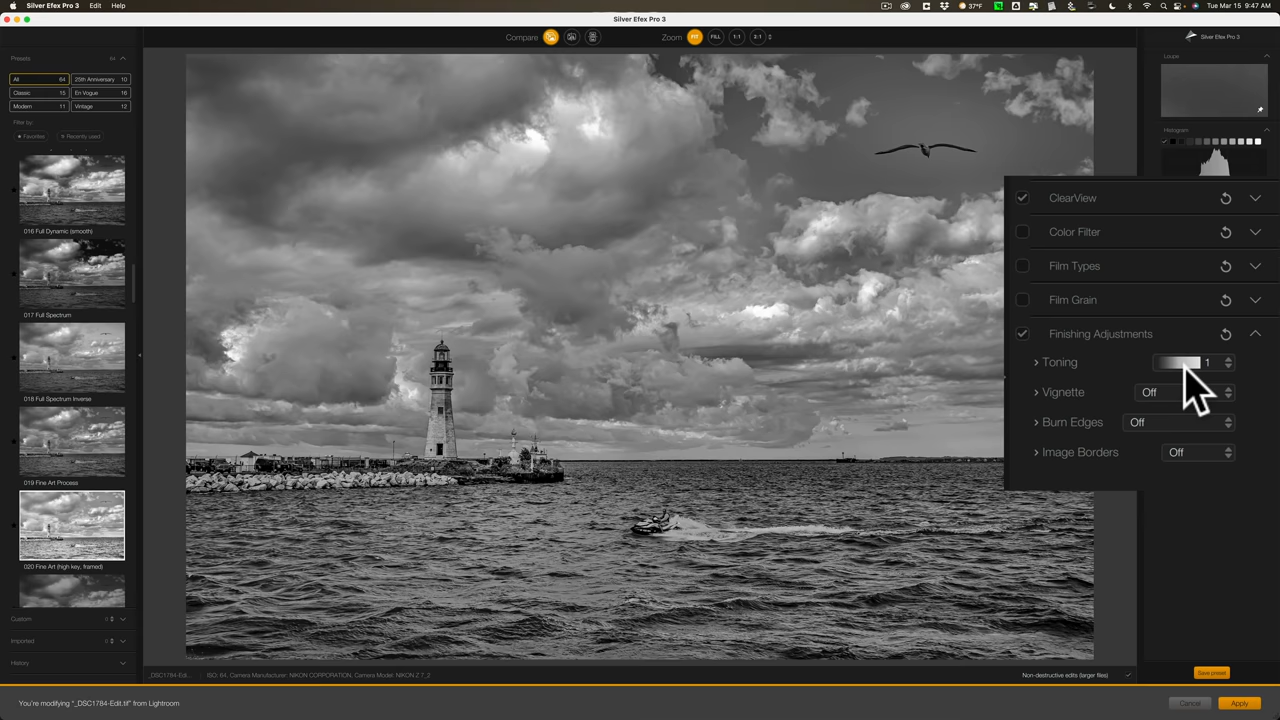 Silver Efex Pro 3 Edit Help
37°F
Tue Mar 15 9:47 AM
Silver Efex Pro 3
Compare
Zoom FIT FILL 1:1 2:1
Silver Efex Pro 3
Presets 64
All 64 25th Anniversary 10
Classic 15 En Vogue 16
Modern 11 Vintage 12
Filter by:
Favorites Recently used
016 Full Dynamic (smooth)
017 Full Spectrum
018 Full Spectrum Inverse
019 Fine Art Process
020 Fine Art (high key, framed)
Custom 0
Imported 0
History
Loupe
Histogram
ClearView
Color Filter
Film Types
Film Grain
Finishing Adjustments
Toning 1
Vignette Off
Burn Edges Off
Image Borders Off
_DSC1784-Edi... ISO: 64, Camera Manufacturer: NIKON CORPORATION, Camera Model: NIKON Z 7_2
Non-destructive edits (larger files)
Save preset
You're modifying "_DSC1784-Edit.tif" from Lightroom
Cancel Apply